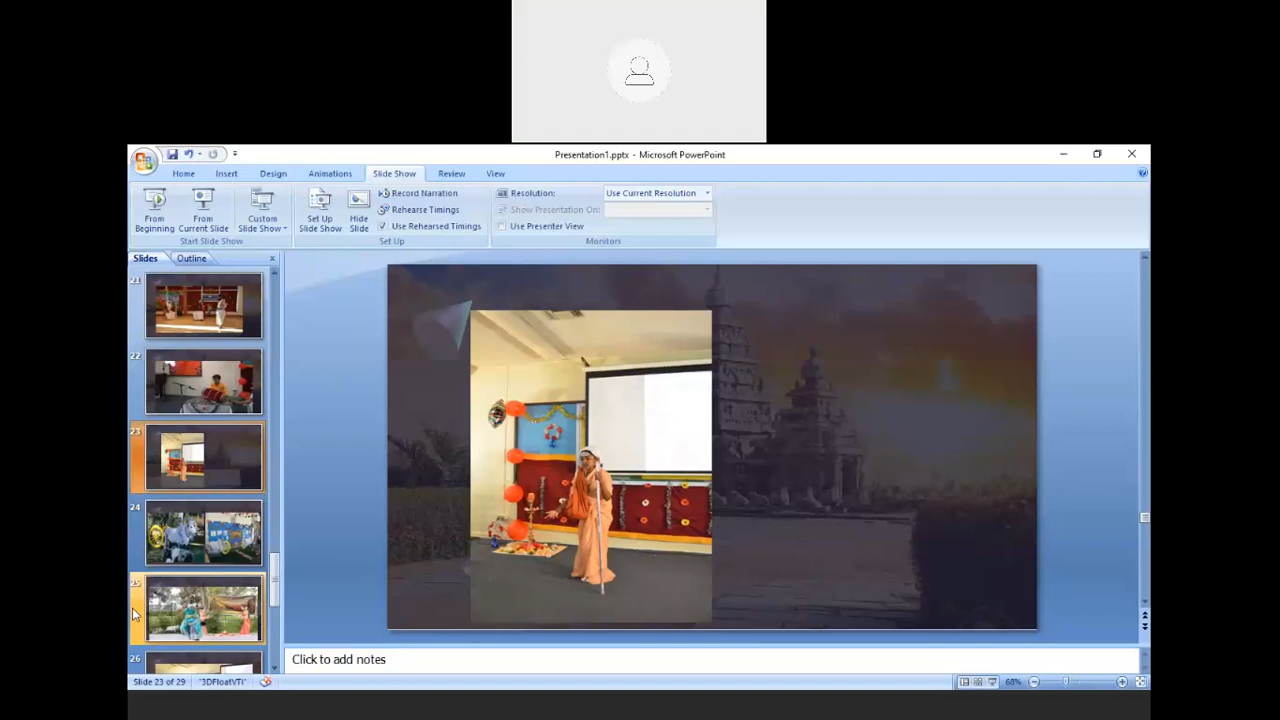 Presentation1.pptx - Microsoft PowerPoint
Home Insert Design Animations Slide Show Review View
From Beginning
From Current Slide
Custom Slide Show
Start Slide Show
Set Up Slide Show
Hide Slide
Record Narration
Rehearse Timings
Use Rehearsed Timings
Set Up
Resolution: Use Current Resolution
Show Presentation On:
Use Presenter View
Monitors
Slides Outline
21
22
23
24
25
26
Click to add notes
Slide 23 of 29 "3DFloatVTI" 68%